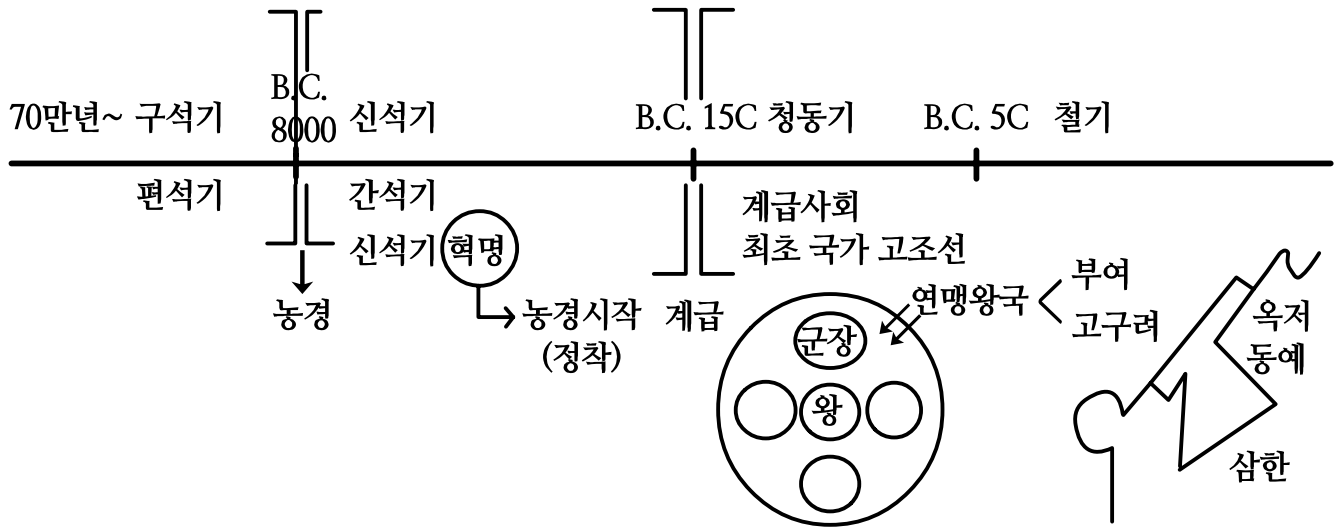 70만년~ 구석기
B.C.
8000
신석기
B.C. 15C 청동기
B.C. 5C 철기
편석기
간석기
신석기 혁명
농경
농경시작
(정착)
계급
계급사회
최초 국가 고조선
연맹왕국
부여
고구려
군장
왕
옥저
동예
삼한